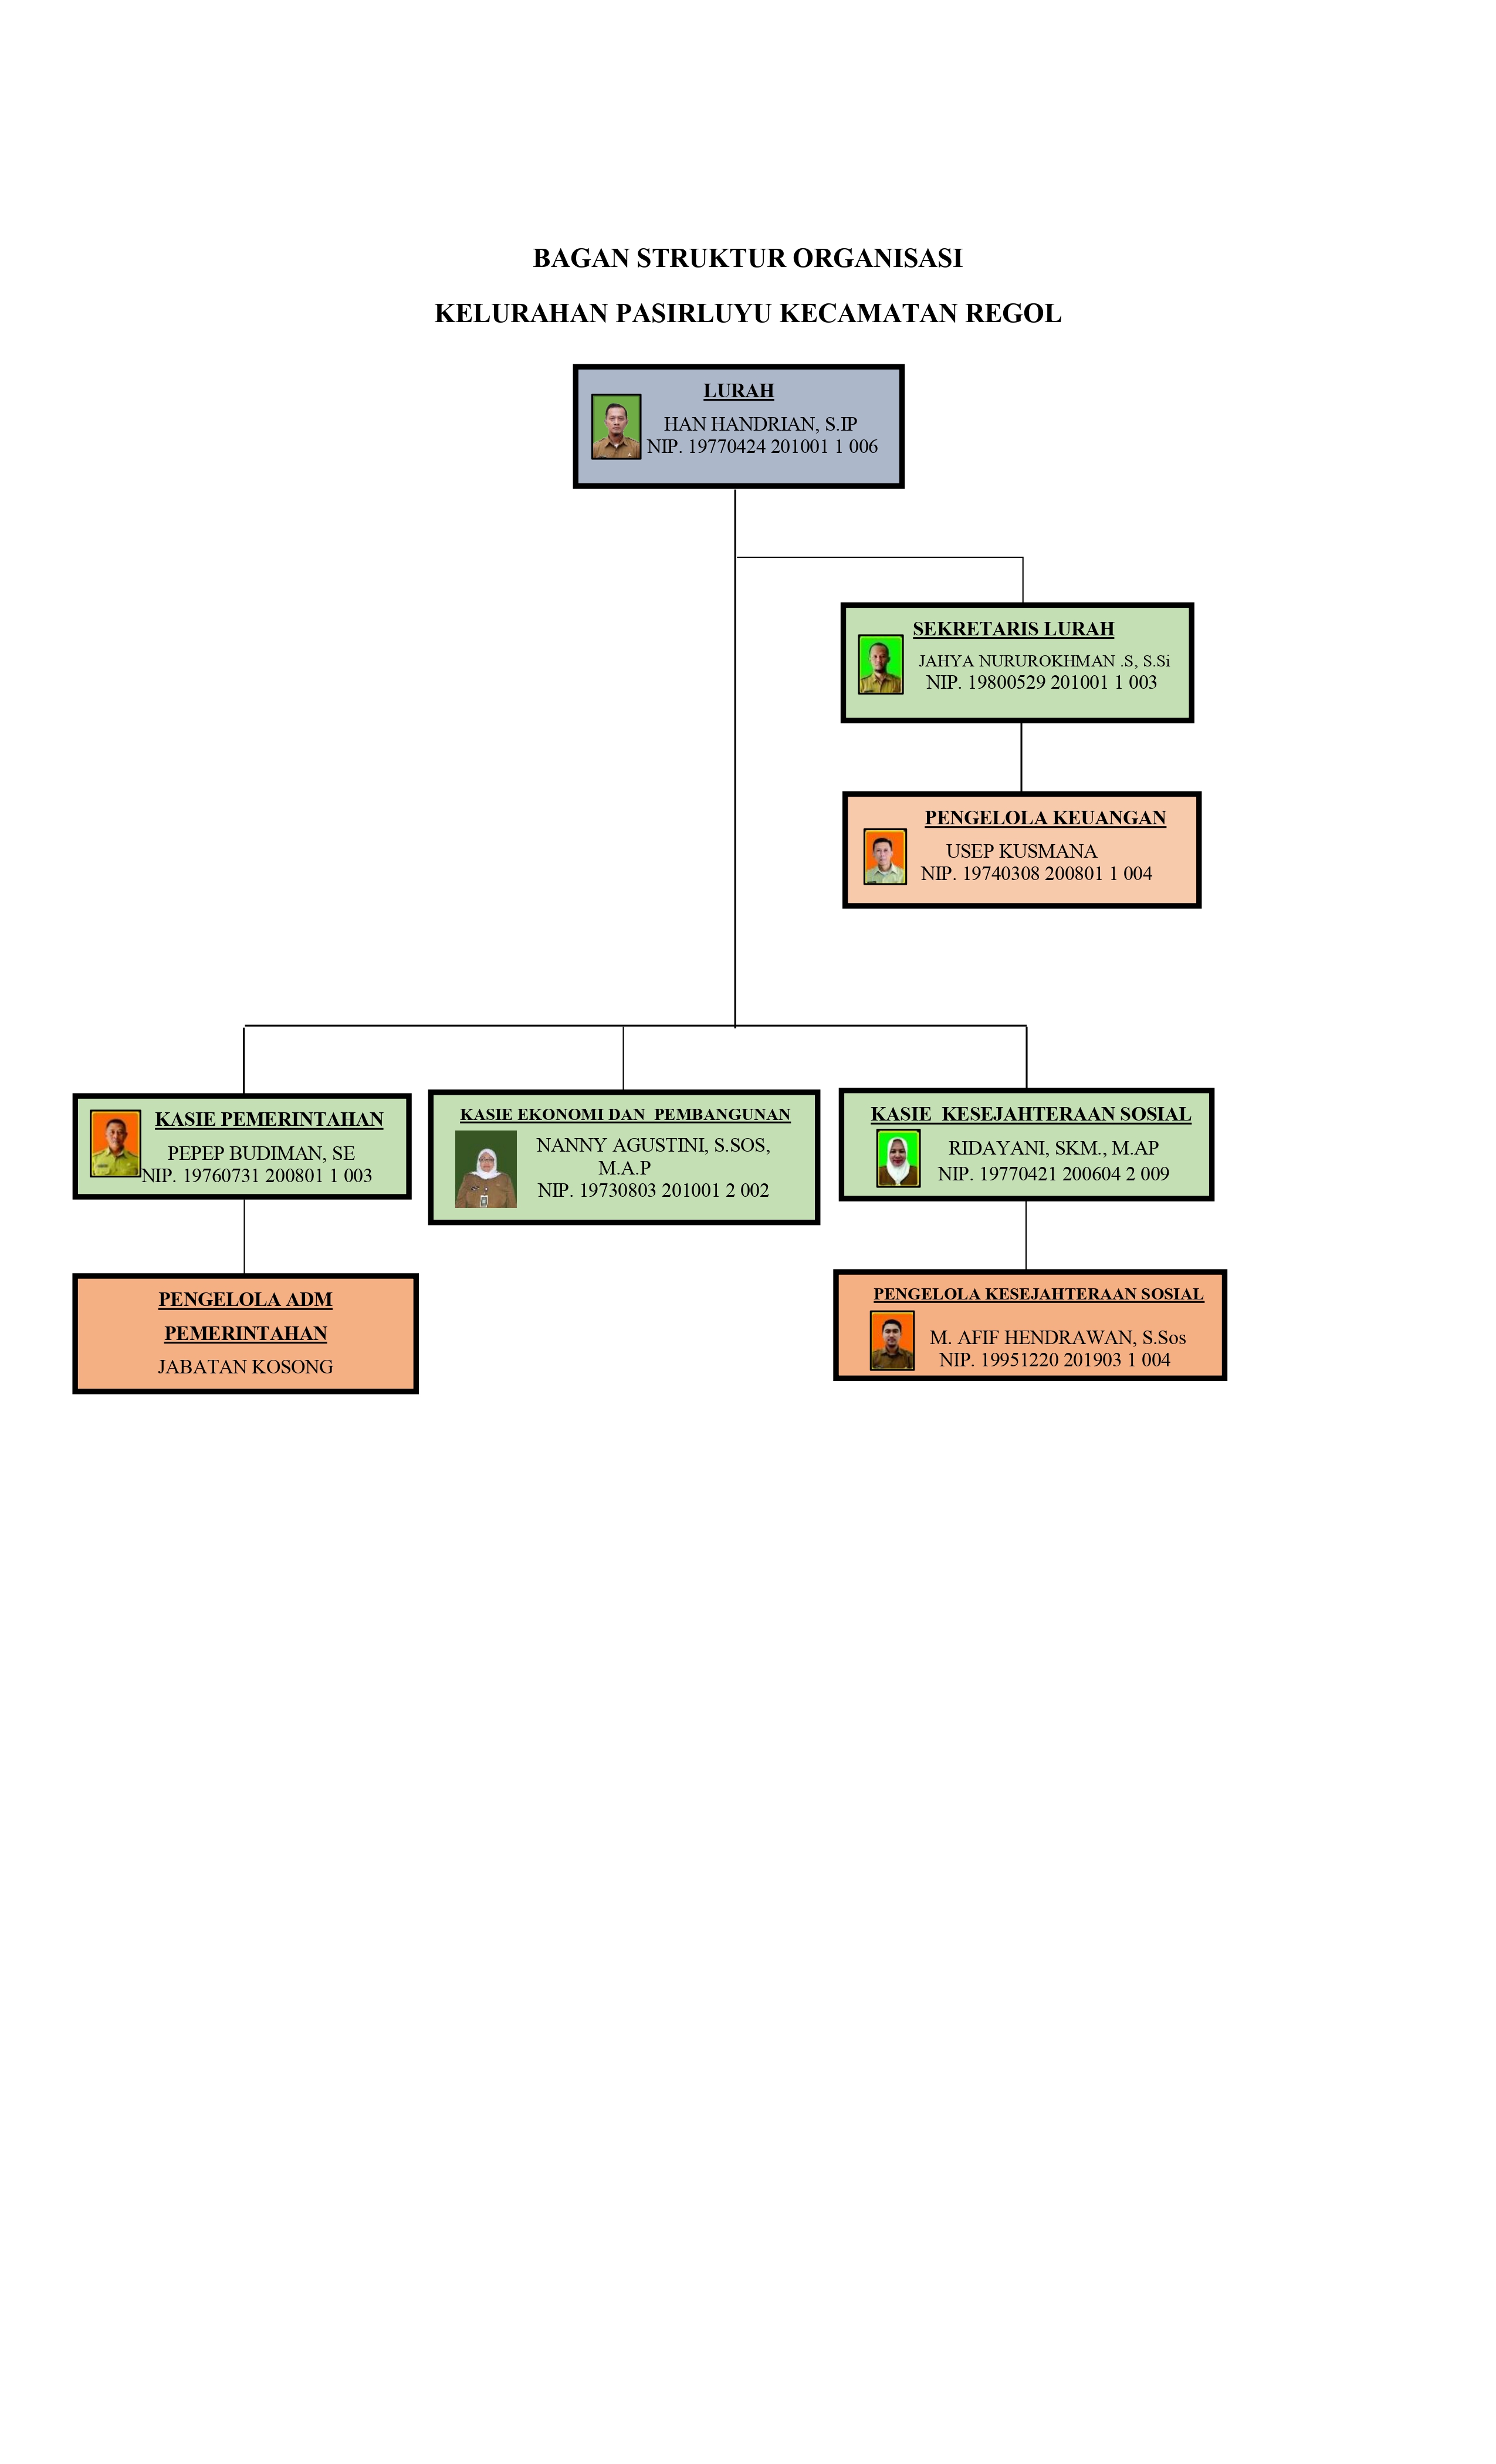 BAGAN STRUKTUR ORGANISASI
KELURAHAN PASIRLUYU KECAMATAN REGOL
LURAH
HAN HANDRIAN, S.IP
NIP. 19770424 201001 1 006
SEKRETARIS LURAH
JAHYA NURUROKHMAN .S, S.Si
NIP. 19800529 201001 1 003
PENGELOLA KEUANGAN
USEP KUSMANA
NIP. 19740308 200801 1 004
KASIE PEMERINTAHAN
PEPEP BUDIMAN, SE
NIP. 19760731 200801 1 003
KASIE EKONOMI DAN PEMBANGUNAN
NANNY AGUSTINI, S.SOS,
M.A.P
NIP. 19730803 201001 2 002
KASIE KESEJAHTERAAN SOSIAL
RIDAYANI, SKM., M.AP
NIP. 19770421 200604 2 009
PENGELOLA ADM
PEMERINTAHAN
JABATAN KOSONG
PENGELOLA KESEJAHTERAAN SOSIAL
M. AFIF HENDRAWAN, S.Sos
NIP. 19951220 201903 1 004